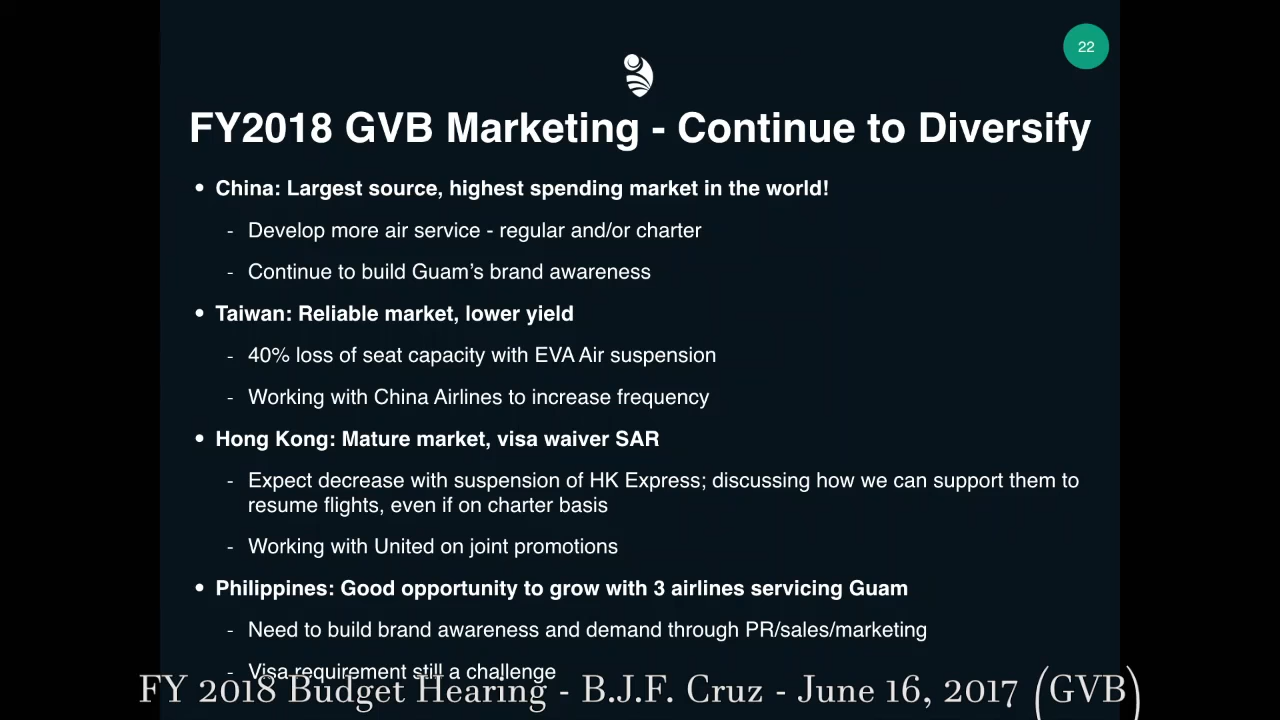 22
FY2018 GVB Marketing - Continue to Diversify
• China: Largest source, highest spending market in the world!
- Develop more air service - regular and/or charter
- Continue to build Guam’s brand awareness
• Taiwan: Reliable market, lower yield
- 40% loss of seat capacity with EVA Air suspension
- Working with China Airlines to increase frequency
• Hong Kong: Mature market, visa waiver SAR
- Expect decrease with suspension of HK Express; discussing how we can support them to
resume flights, even if on charter basis
- Working with United on joint promotions
• Philippines: Good opportunity to grow with 3 airlines servicing Guam
- Need to build brand awareness and demand through PR/sales/marketing
- Visa requirement still a challenge
FY 2018 Budget Hearing - B.J.F. Cruz - June 16, 2017 (GVB)